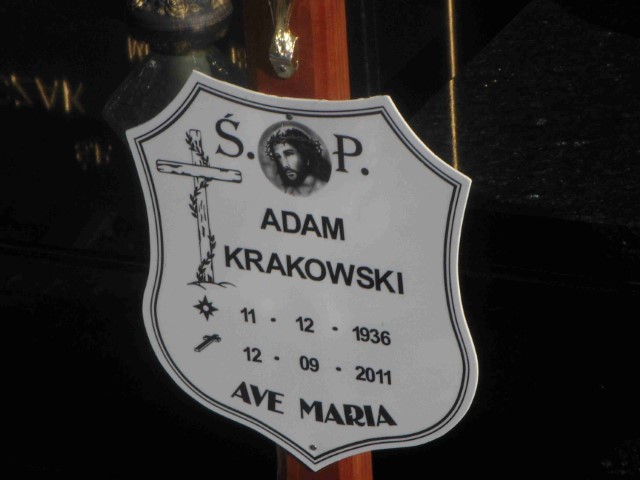 Ś. P.
ADAM
KRAKOWSKI
11 · 12 · 1936
12 · 09 · 2011
AVE MARIA